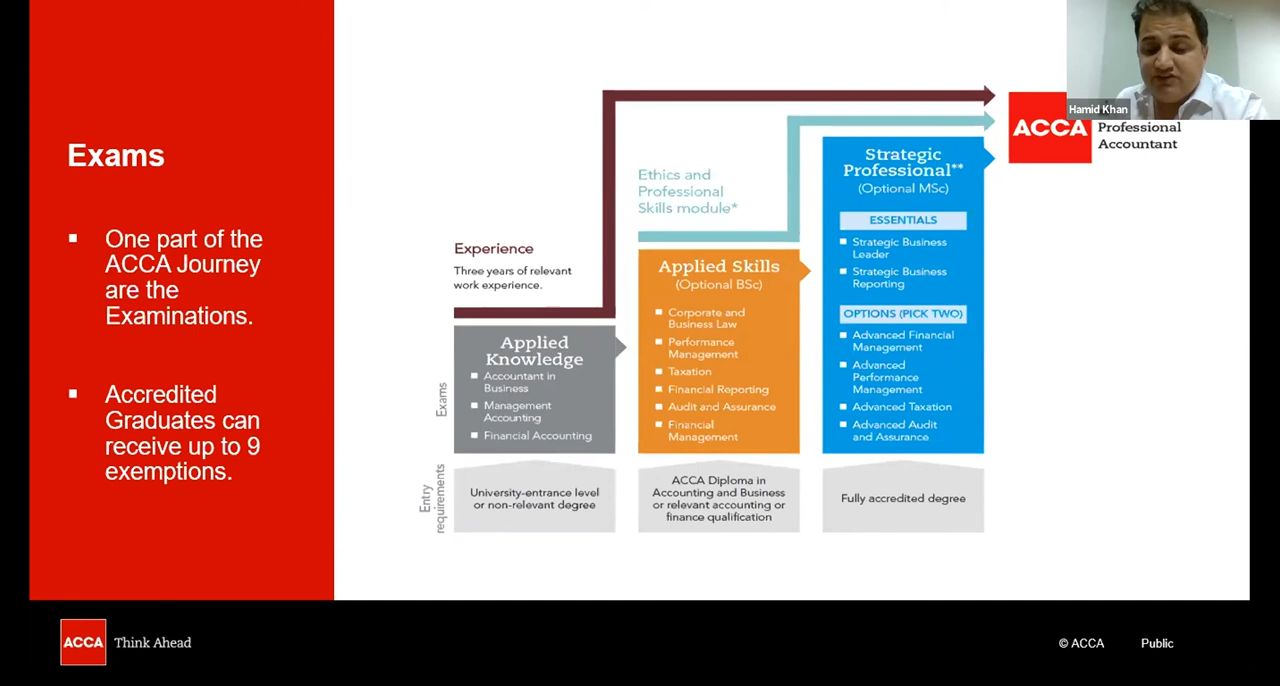 Exams
▪ One part of the
ACCA Journey
are the
Examinations.
▪ Accredited
Graduates can
receive up to 9
exemptions.
Experience
Three years of relevant
work experience.
Ethics and
Professional
Skills module*
Exams
Applied
Knowledge
Accountant in
Business
Management
Accounting
Financial Accounting
Applied Skills
(Optional BSc)
Corporate and
Business Law
Performance
Management
Taxation
Financial Reporting
Audit and Assurance
Financial
Management
Strategic
Professional**
(Optional MSc)
ESSENTIALS
Strategic Business
Leader
Strategic Business
Reporting
OPTIONS (PICK TWO)
Advanced Financial
Management
Advanced
Performance
Management
Advanced Taxation
Advanced Audit
and Assurance
Entry
requirements
University-entrance level
or non-relevant degree
ACCA Diploma in
Accounting and Business
or relevant accounting or
finance qualification
Fully accredited degree
Hamid Khan
ACCA
Professional
Accountant
ACCA Think Ahead
© ACCA Public